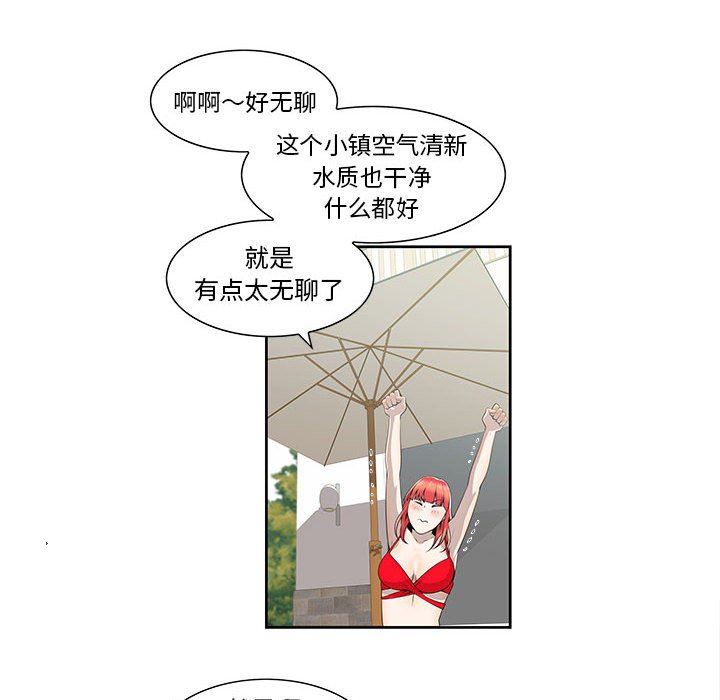 啊啊～好无聊
这个小镇空气清新
水质也干净
什么都好
就是
有点太无聊了